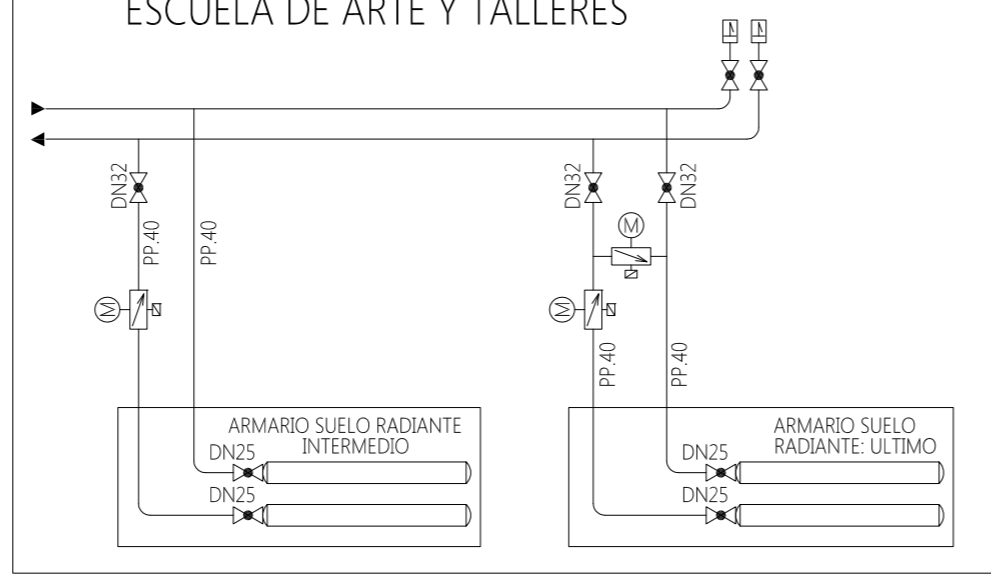 ESCUELA DE ARTE Y TALLERES
DN32
DN32
DN32
PP.40
PP.40
M
M
M
PP.40
PP.40
ARMARIO SUELO RADIANTE
INTERMEDIO
DN25
DN25
ARMARIO SUELO
RADIANTE: ULTIMO
DN25
DN25